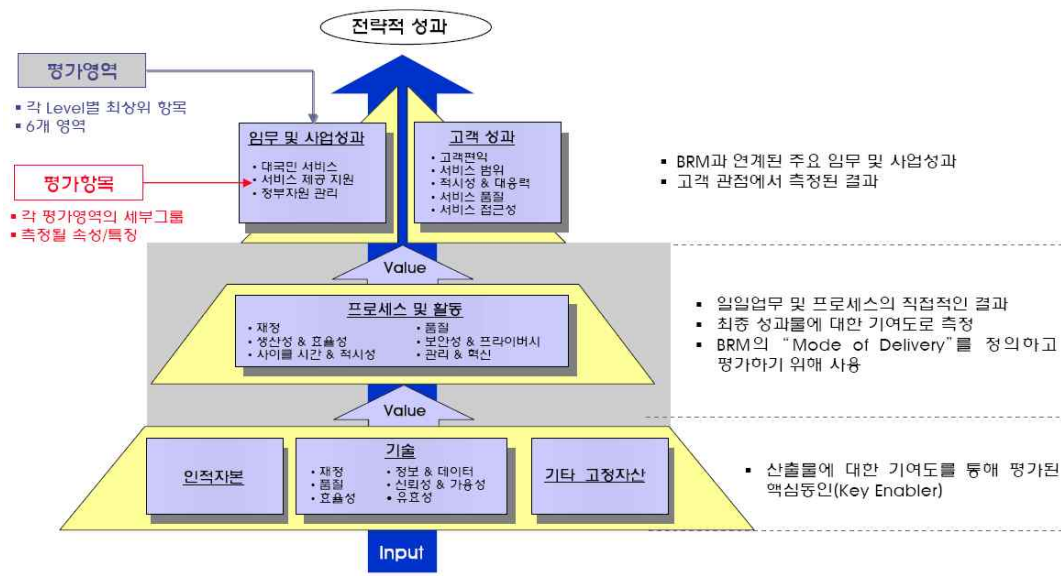 전략적 성과
평가영역
▪ 각 Level별 최상위 항목
▪ 6개 영역
임무 및 사업성과
• 대국민 서비스
• 서비스 제공 지원
• 정부자원 관리
고객 성과
• 고객편익
• 서비스 범위
• 적시성 & 대응력
• 서비스 품질
• 서비스 접근성
▪ BRM과 연계된 주요 임무 및 사업성과
▪ 고객 관점에서 측정된 결과
평가항목
▪ 각 평가영역의 세부그룹
▪ 측정될 속성/특징
Value
프로세스 및 활동
• 재정
• 생산성 & 효율성
• 사이클 시간 & 적시성
• 품질
• 보안성 & 프라이버시
• 관리 & 혁신
▪ 일일업무 및 프로세스의 직접적인 결과
▪ 최종 성과물에 대한 기여도로 측정
▪ BRM의 “Mode of Delivery”를 정의하고
평가하기 위해 사용
Value
인적자본
기술
• 재정
• 품질
• 효율성
• 정보 & 데이터
• 신뢰성 & 가용성
• 유효성
기타 고정자산
▪ 산출물에 대한 기여도를 통해 평가된
핵심동인(Key Enabler)
Input